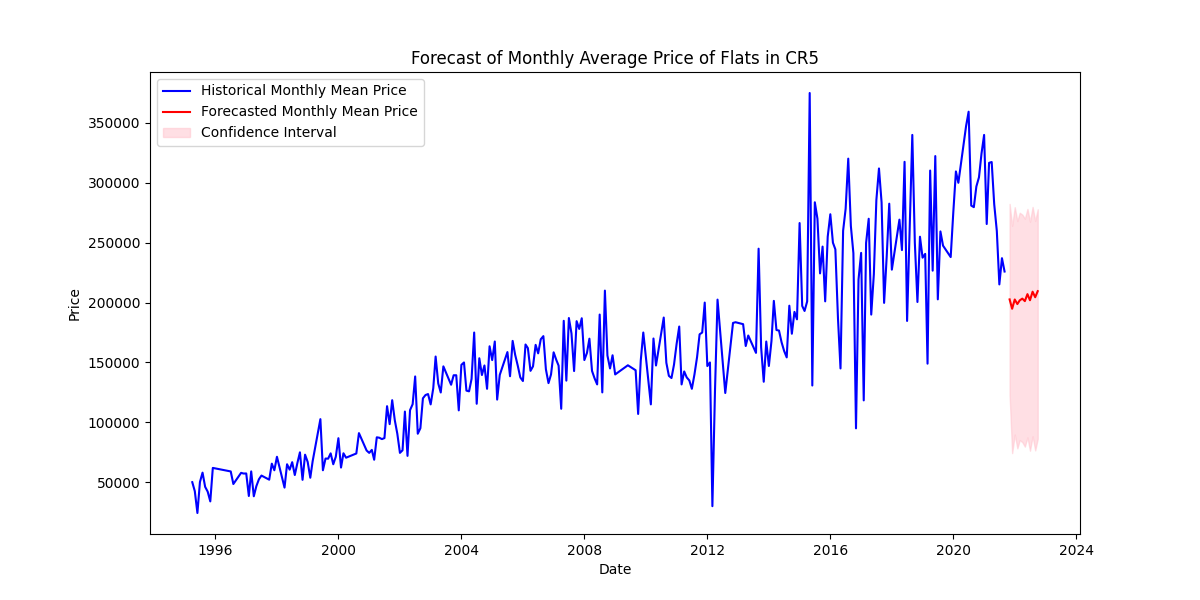 Forecast of Monthly Average Price of Flats in CR5
Historical Monthly Mean Price
Forecasted Monthly Mean Price
Confidence Interval
Price
350000
300000
250000
200000
150000
100000
50000
1996 2000 2004 2008 2012 2016 2020 2024
Date